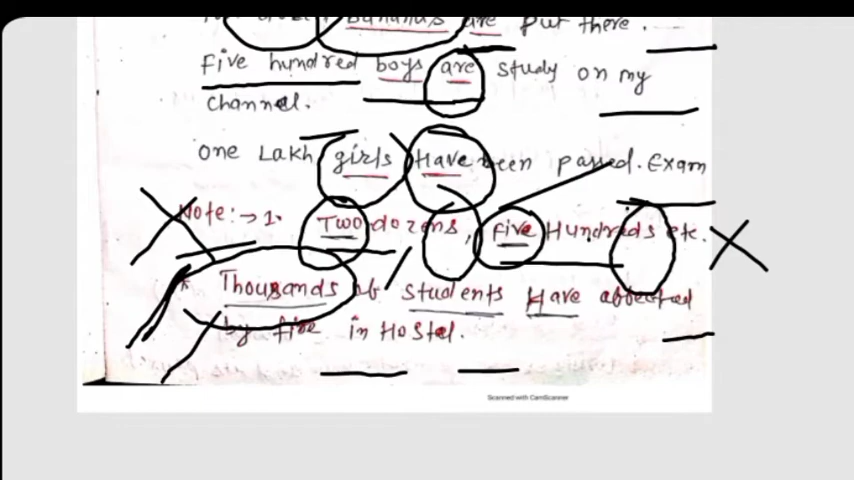 bananas are put there.
Five hundred boys are study on my
channel.
One Lakh girls Have been passed. Exam
Note:→ 1. Two dozens, five Hundreds etc.
* Thousands of students Have affected
by fire in Hostel.
Scanned with CamScanner